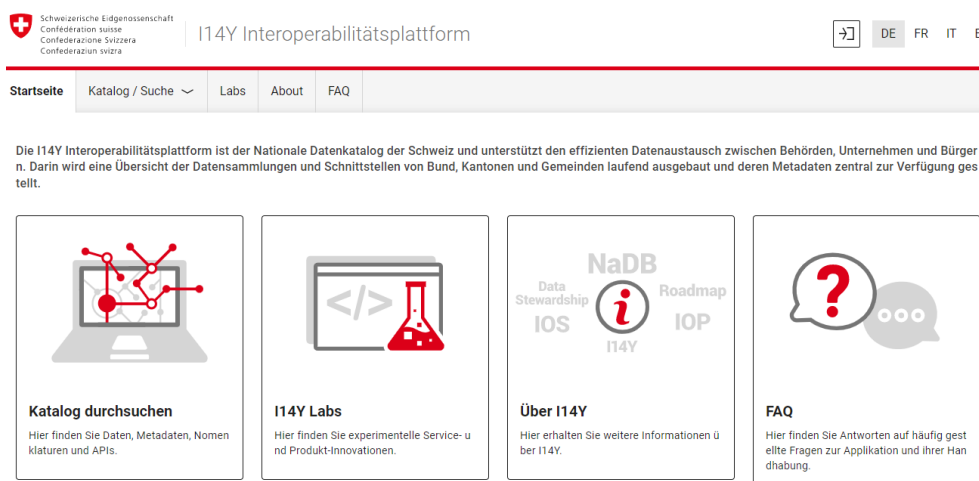 Schweizerische Eidgenossenschaft
Confédération suisse
Confederazione Svizzera
Confederaziun svizra
I14Y Interoperabilitätsplattform
DE FR IT E
Startseite Katalog / Suche Labs About FAQ
Die I14Y Interoperabilitätsplattform ist der Nationale Datenkatalog der Schweiz und unterstützt den effizienten Datenaustausch zwischen Behörden, Unternehmen und Bürger
n. Darin wird eine Übersicht der Datensammlungen und Schnittstellen von Bund, Kantonen und Gemeinden laufend ausgebaut und deren Metadaten zentral zur Verfügung ges
tellt.
</>
NaDB
Data
Stewardship
Roadmap
IOS
i
IOP
I14Y
?
Katalog durchsuchen
Hier finden Sie Daten, Metadaten, Nomen
klaturen und APIs.
I14Y Labs
Hier finden Sie experimentelle Service- u
nd Produkt-Innovationen.
Über I14Y
Hier erhalten Sie weitere Informationen ü
ber I14Y.
FAQ
Hier finden Sie Antworten auf häufig gest
ellte Fragen zur Applikation und ihrer Han
dhabung.